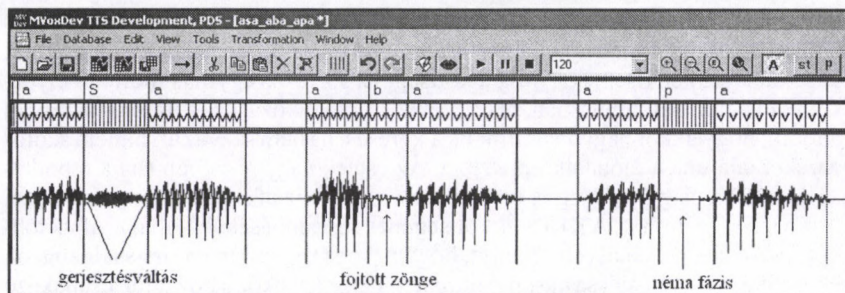 MVoxDev TTS Development, PDS - [asa_aba_apa *]
File Database Edit View Tools Transformation Window Help
120 A st p
a S a a b a a p a
gerjesztésváltás fojtott zönge néma fázis